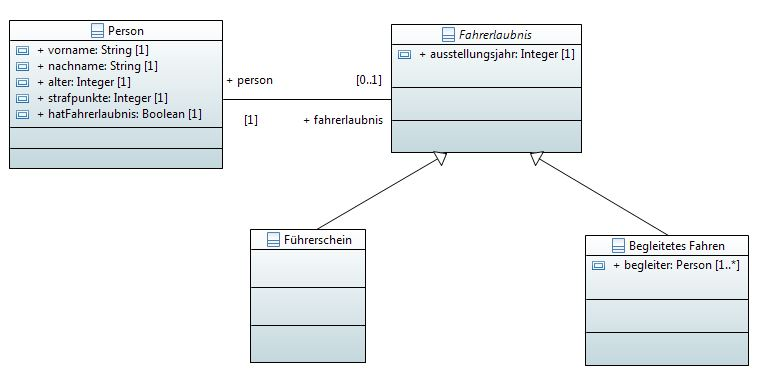 Person
+ vorname: String [1]
+ nachname: String [1]
+ alter: Integer [1]
+ strafpunkte: Integer [1]
+ hatFahrerlaubnis: Boolean [1]
+ person
[0..1]
[1]
+ fahrerlaubnis
Fahrerlaubnis
+ ausstellungsjahr: Integer [1]
Führerschein
Begleitetes Fahren
+ begleiter: Person [1..*]